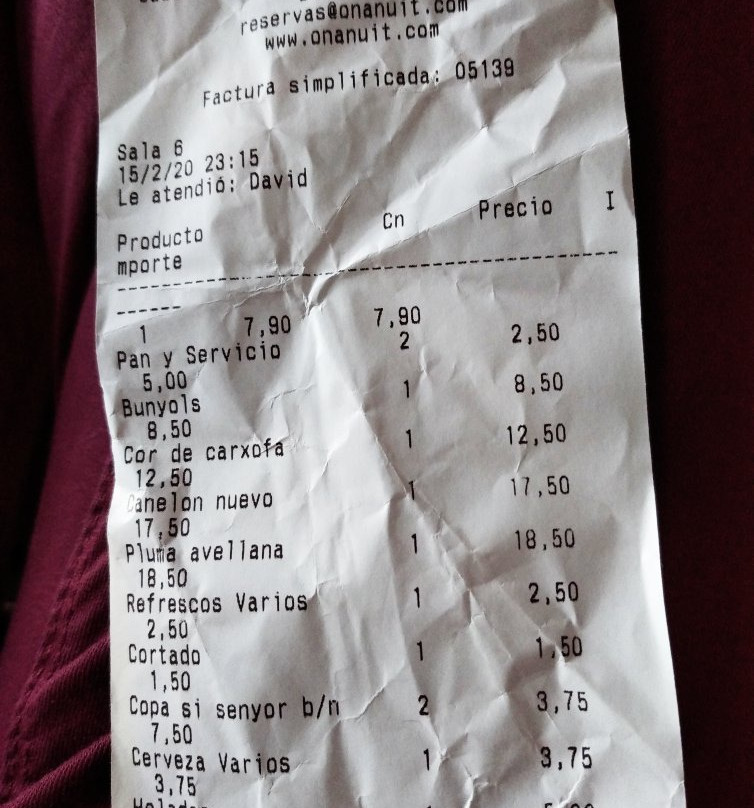 reservas@onanuit.com
www.onanuit.com
Factura simplificada: 05139
Sala 6
15/2/20 23:15
Le atendió: David
Producto Cn Precio I
mporte
1 7,90 7,90
Pan y Servicio 2 2,50
5,00
Bunyols 1 8,50
8,50
Cor de carxofa 1 12,50
12,50
Canelon nuevo 1 17,50
17,50
Pluma avellana 1 18,50
18,50
Refrescos Varios 1 2,50
2,50
Cortado 1 1,50
1,50
Copa si senyor b/n 2 3,75
7,50
Cerveza Varios 1 3,75
3,75